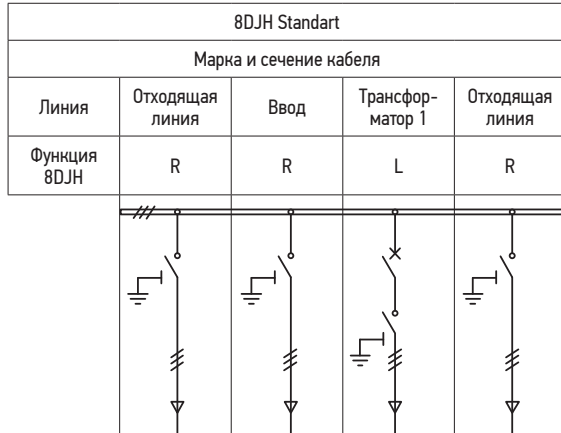 8DJH Standart
Марка и сечение кабеля
Линия
Отходящая
линия
Ввод
Трансфор-
матор 1
Отходящая
линия
Функция
8DJH
R
R
L
R